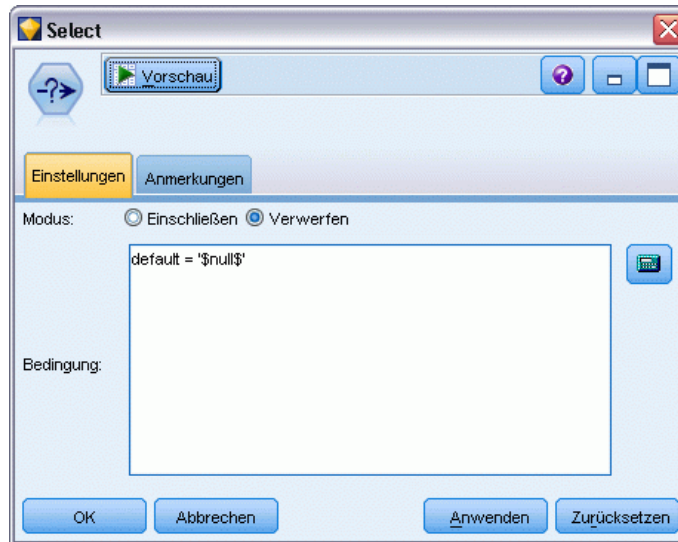 Select
Vorschau
Einstellungen Anmerkungen
Modus: Einschließen Verwerfen
default = '$null$'
Bedingung:
OK Abbrechen Anwenden Zurücksetzen